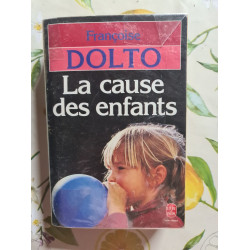 Françoise
DOLTO
La cause
des enfants